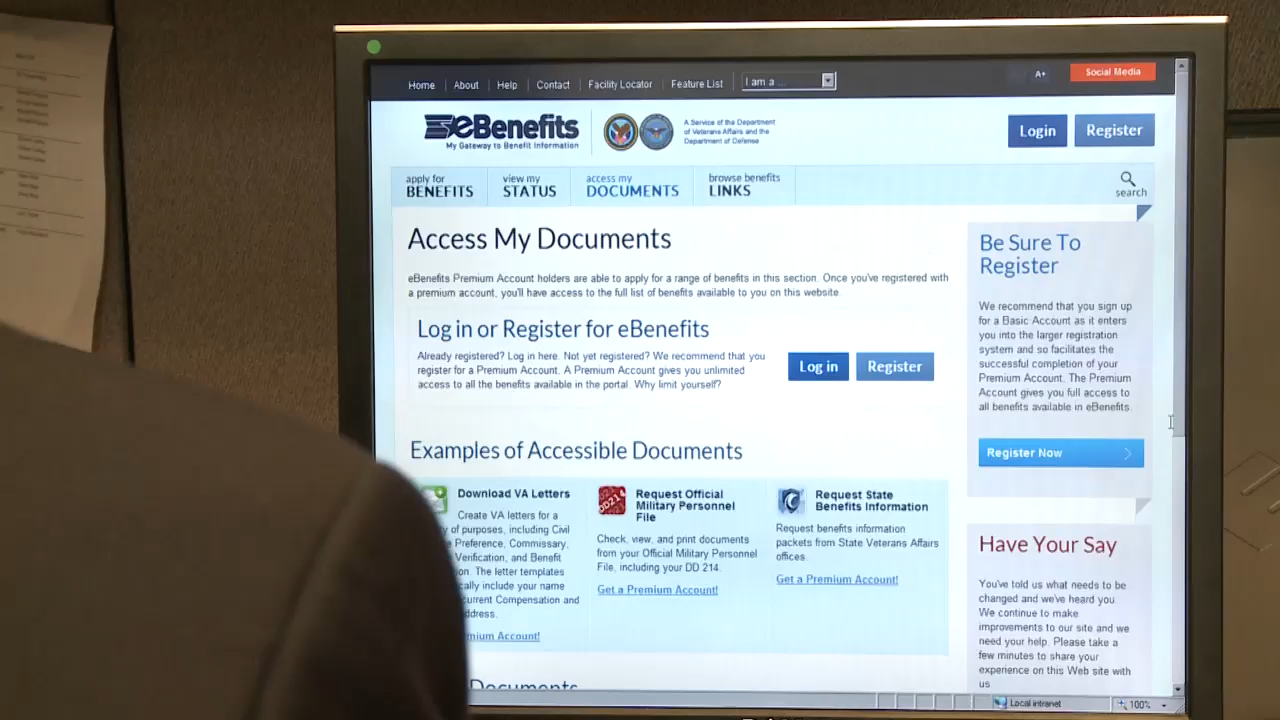 Home About Help Contact Facility Locator Feature List I am a ...
A+
Social Media
eBenefits
My Gateway to Benefit Information
A Service of the Department
of Veterans Affairs and the
Department of Defense
Login
Register
apply for
BENEFITS
view my
STATUS
access my
DOCUMENTS
browse benefits
LINKS
search
Access My Documents
eBenefits Premium Account holders are able to apply for a range of benefits in this section. Once you've registered with
a premium account, you'll have access to the full list of benefits available to you on this website.
Log in or Register for eBenefits
Already registered? Log in here. Not yet registered? We recommend that you
register for a Premium Account. A Premium Account gives you unlimited
access to all the benefits available in the portal. Why limit yourself?
Log in
Register
Examples of Accessible Documents
Download VA Letters
Create VA letters for a
of purposes, including Civil
Preference, Commissary,
Verification, and Benefit
The letter templates
include your name
Compensation and
Account!
DD214
Request Official
Military Personnel
File
Check, view, and print documents
from your Official Military Personnel
File, including your DD 214.
Get a Premium Account!
Request State
Benefits Information
Request benefits information
packets from State Veterans Affairs
offices.
Get a Premium Account!
Documents
Be Sure To
Register
We recommend that you sign up
for a Basic Account as it enters
you into the larger registration
system and so facilitates the
successful completion of your
Premium Account. The Premium
Account gives you full access to
all benefits available in eBenefits.
Register Now
Have Your Say
You've told us what needs to be
changed and we've heard you.
We continue to make
improvements to our site and we
need your help. Please take a
few minutes to share your
experience on this Web site with
us
Local intranet
100%